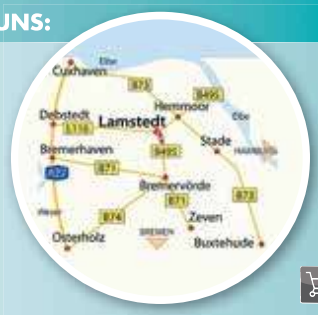 UNS:
Elbe
Cuxhaven
B73
B495
Hemmoor
Debstedt
Lamstedt
Elbe
L118
Stade
HAMBURG
Bremerhaven
B495
B71
A27
Bremervörde
B71
B73
Weser
B74
Zeven
Osterholz
BREMEN
Buxtehude